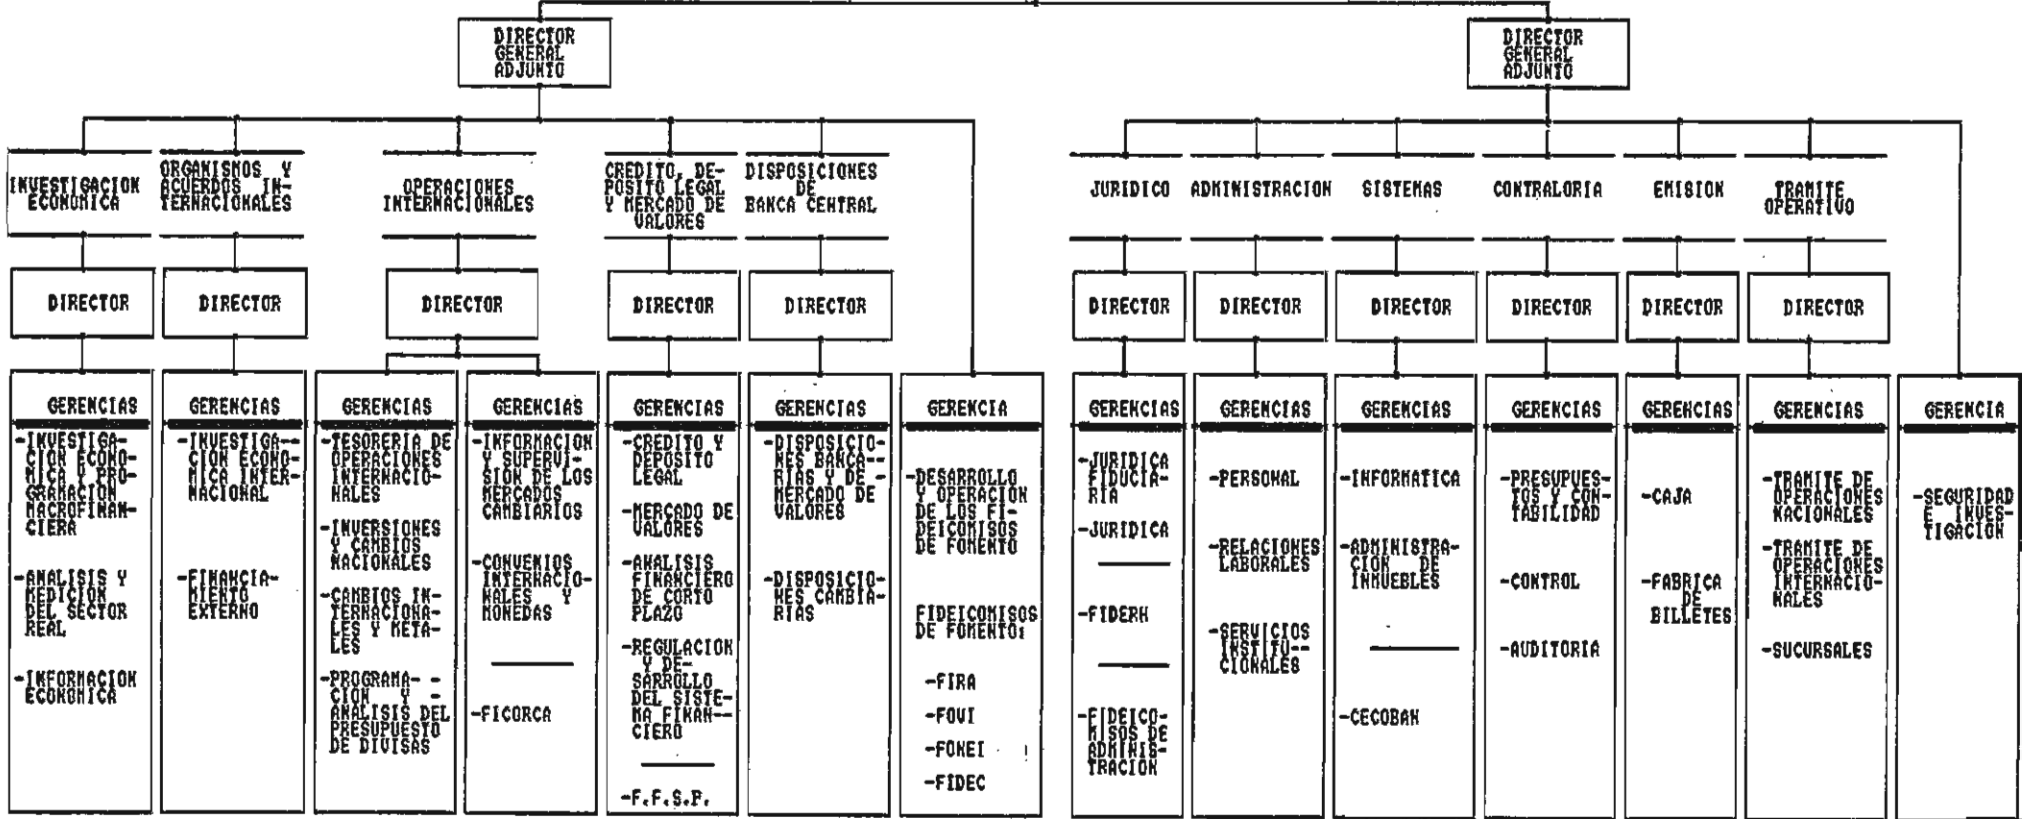 DIRECTOR
GENERAL
ADJUNTO
DIRECTOR
GENERAL
ADJUNTO
INVESTIGACION
ECONOMICA
ORGANISMOS Y
ACUERDOS IN-
TERNACIONALES
OPERACIONES
INTERNACIONALES
CREDITO, DE-
POSITO LEGAL
Y MERCADO DE
VALORES
DISPOSICIONES
DE
BANCA CENTRAL
JURIDICO
ADMINISTRACION
SISTEMAS
CONTRALORIA
EMISION
TRAMITE
OPERATIVO
DIRECTOR
DIRECTOR
DIRECTOR
DIRECTOR
DIRECTOR
DIRECTOR
DIRECTOR
DIRECTOR
DIRECTOR
DIRECTOR
DIRECTOR
GERENCIAS
-INVESTIGA-
CION ECONO-
MICA Y PRO-
GRAMACION
MACROFINAN-
CIERA
-ANALISIS Y
MEDICION
DEL SECTOR
REAL
-INFORMACION
ECONOMICA
GERENCIAS
-INVESTIGA--
CION ECONO-
MICA INTER-
NACIONAL
-FINANCIA-
MIENTO
EXTERNO
GERENCIAS
-TESORERIA DE
OPERACIONES
INTERNACIO-
NALES
-INVERSIONES
Y CAMBIOS
NACIONALES
-CAMBIOS IN-
TERNACIONA-
LES Y META-
LES
-PROGRAMA- -
CION Y -
ANALISIS DEL
PRESUPUESTO
DE DIVISAS
GERENCIAS
-INFORMACION
Y SUPERVI-
SION DE LOS
MERCADOS
CAMBIARIOS
-CONVENIOS
INTERNACIO-
NALES Y
MONEDAS
-FICORCA
GERENCIAS
-CREDITO Y
DEPOSITO
LEGAL
-MERCADO DE
VALORES
-ANALISIS
FINANCIERO
DE CORTO
PLAZO
-REGULACION
Y DE-
SARROLLO
DEL SISTE-
MA FINAN--
CIERO
-F.F.S.P.
GERENCIAS
-DISPOSICIO-
NES BANCA--
RIAS Y DE -
MERCADO DE
VALORES
-DISPOSICIO-
NES CAMBIA-
RIAS
GERENCIA
-DESARROLLO
Y OPERACION
DE LOS FI-
DEICOMISOS
DE FOMENTO
FIDEICOMISOS
DE FOMENTO:
-FIRA
-FOVI
-FONEI
-FIDEC
GERENCIAS
-JURIDICA
FIDUCIA-
RIA
-JURIDICA
-FIDERH
-FIDEICO-
MISOS DE
ADMINIS-
TRACION
GERENCIAS
-PERSONAL
-RELACIONES
LABORALES
-SERVICIOS
INSTITU--
CIONALES
GERENCIAS
-INFORMATICA
-ADMINISTRA-
CION DE
INMUEBLES
-CECOBAN
GERENCIAS
-PRESUPUES-
TOS Y CON-
TABILIDAD
-CONTROL
-AUDITORIA
GERENCIAS
-CAJA
-FABRICA
DE
BILLETES
GERENCIAS
-TRAMITE DE
OPERACIONES
NACIONALES
-TRAMITE DE
OPERACIONES
INTERNACIO-
NALES
-SUCURSALES
GERENCIA
-SEGURIDAD
E INVES-
TIGACION